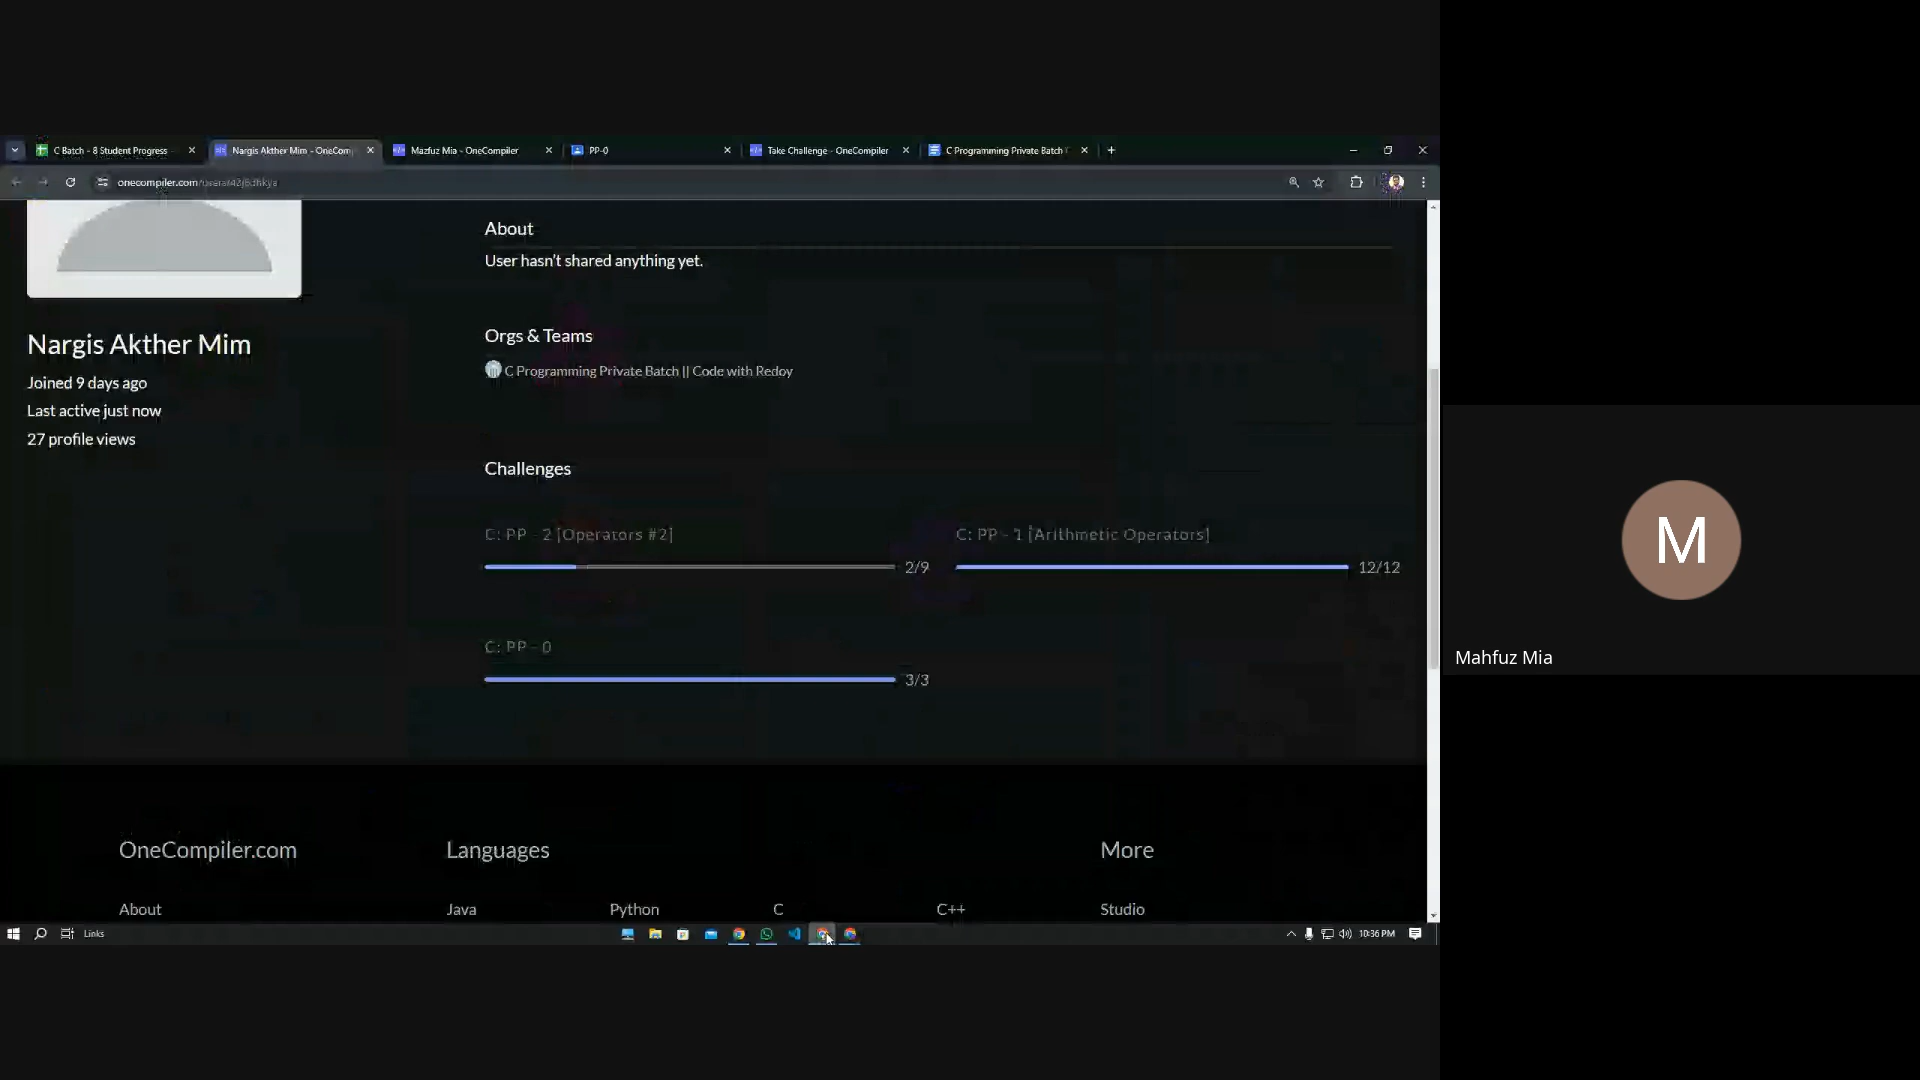 C Batch - 8 Student Progress
Nargis Akther Mim - OneCom
Mazfuz Mia - OneCompiler
PP-0
Take Challenge - OneCompiler
C Programming Private Batch
onecompiler.com/
About
User hasn't shared anything yet.
Orgs & Teams
C Programming Private Batch || Code with Redoy
Nargis Akther Mim
Joined 9 days ago
Last active just now
27 profile views
Challenges
C: PP - 2 [Operators #2]
2/9
C: PP - 1 [Arithmetic Operators]
12/12
C: PP - 0
3/3
M
Mahfuz Mia
OneCompiler.com
Languages
More
About
Java
Python
C
C++
Studio
Links
10:36 PM